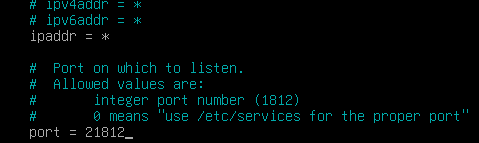 # ipv4addr = *
# ipv6addr = *
ipaddr = *
# Port on which to listen.
# Allowed values are:
# integer port number (1812)
# 0 means "use /etc/services for the proper port"
port = 21812_